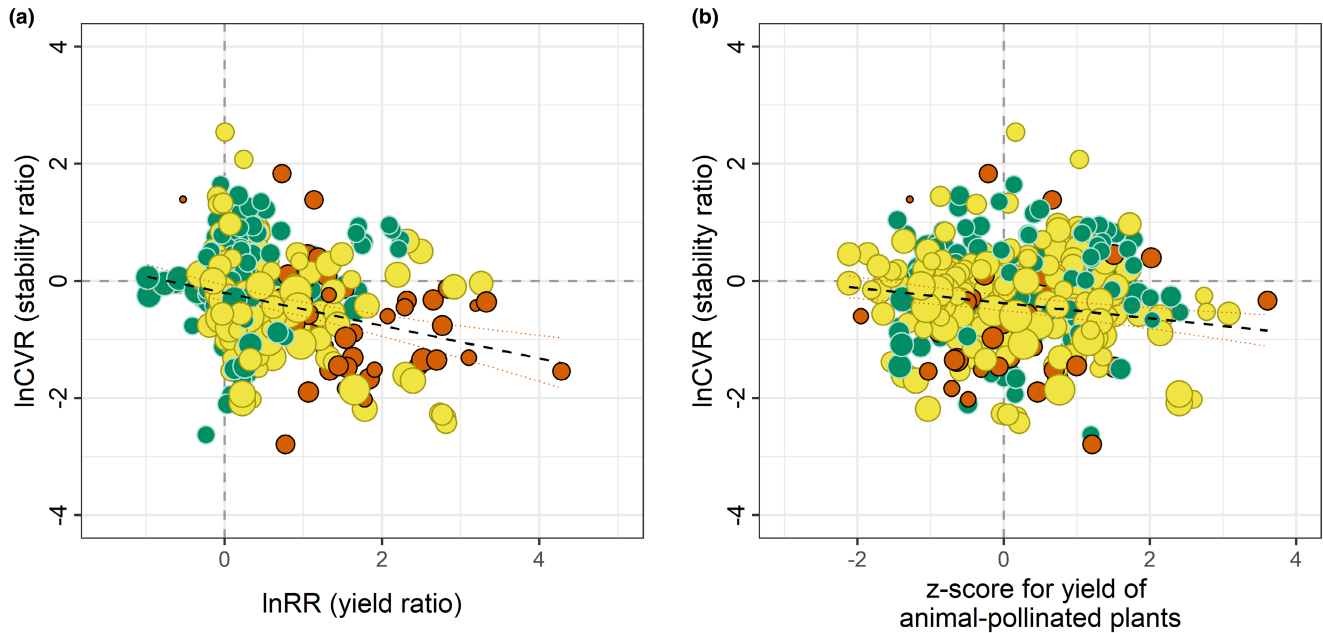 (a)
4
2
0
-2
-4
lnCVR (stability ratio)
0
2
4
lnRR (yield ratio)
(b)
4
2
0
-2
-4
lnCVR (stability ratio)
-2
0
2
4
z-score for yield of
animal-pollinated plants